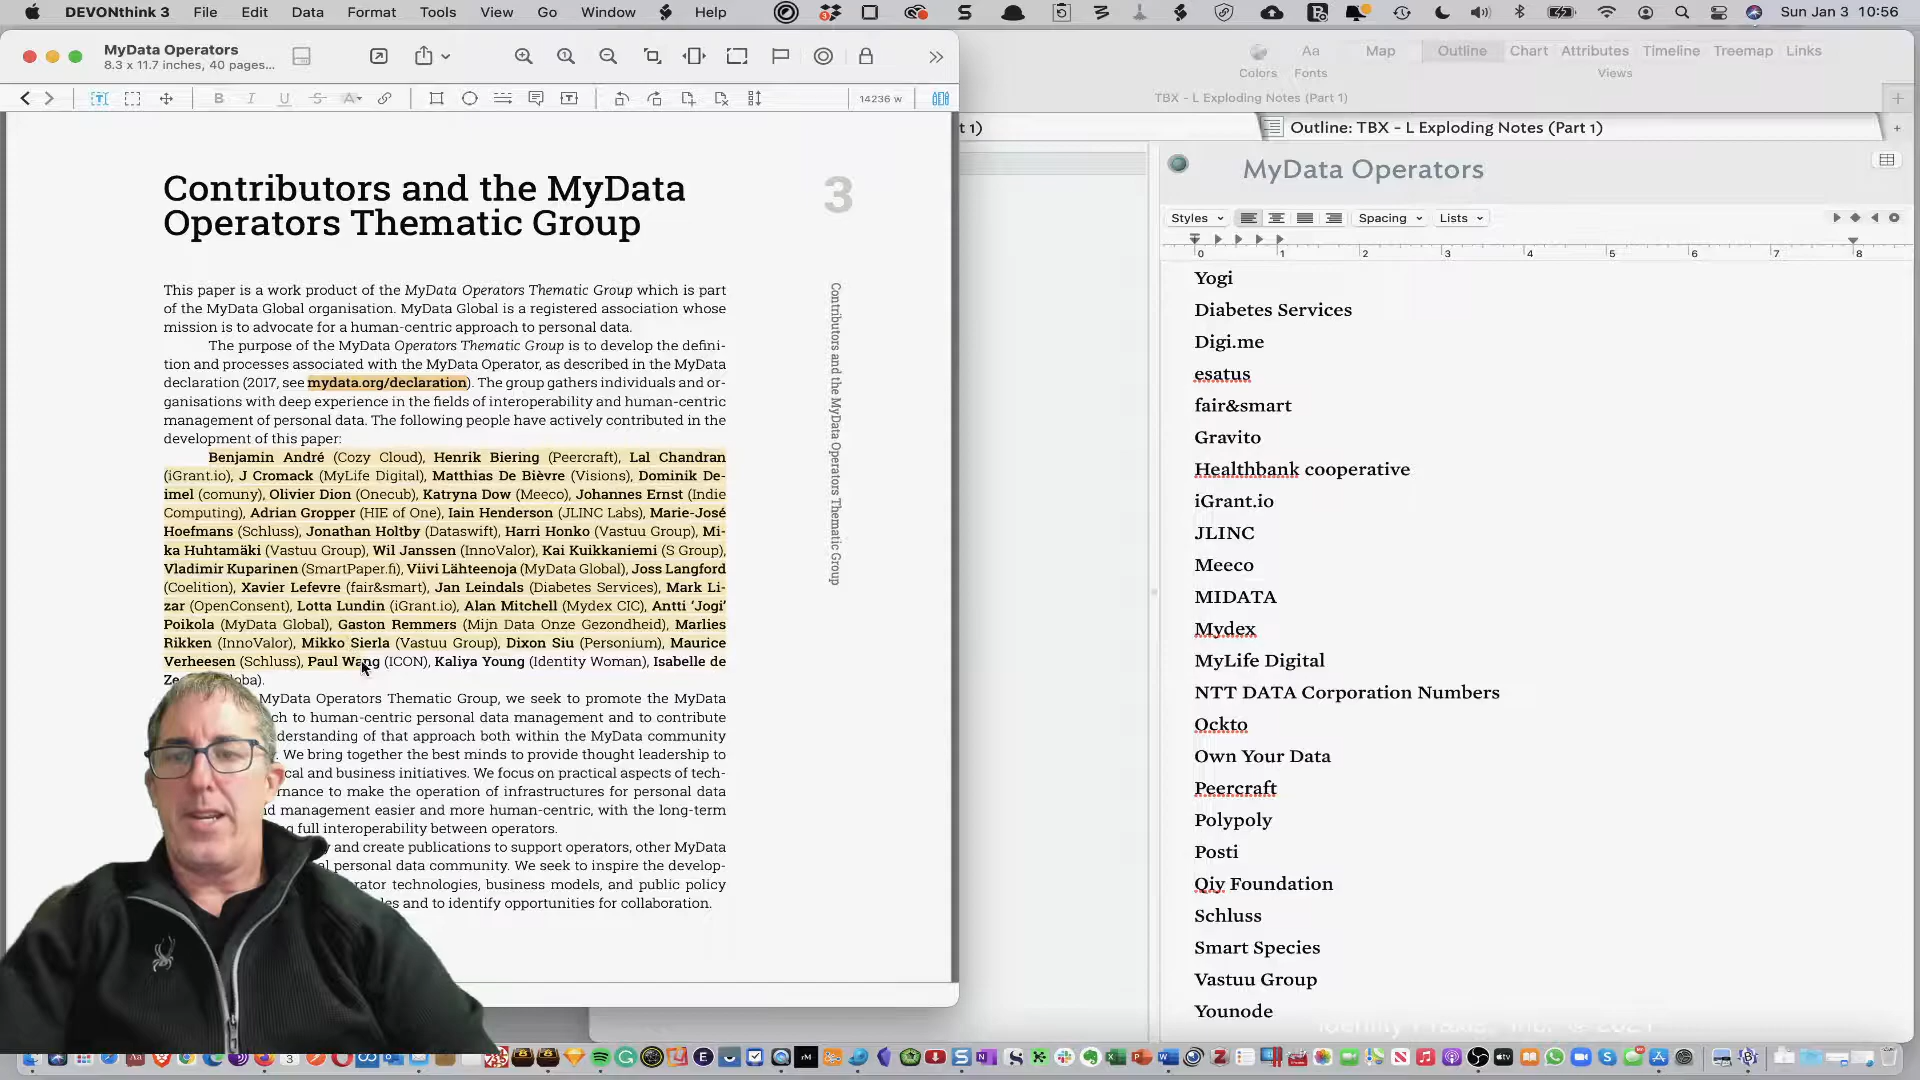 DEVONthink 3 File Edit Data Format Tools View Go Window Help Sun Jan 3 10:56
MyData Operators
8.3 x 11.7 inches, 40 pages...
14236 w
Contributors and the MyData
Operators Thematic Group
3
Contributors and the MyData Operators Thematic Group
This paper is a work product of the MyData Operators Thematic Group which is part
of the MyData Global organisation. MyData Global is a registered association whose
mission is to advocate for a human-centric approach to personal data.
The purpose of the MyData Operators Thematic Group is to develop the defini-
tion and processes associated with the MyData Operator, as described in the MyData
declaration (2017, see mydata.org/declaration). The group gathers individuals and or-
ganisations with deep experience in the fields of interoperability and human-centric
management of personal data. The following people have actively contributed in the
development of this paper:
Benjamin André (Cozy Cloud), Henrik Biering (Peercraft), Lal Chandran
(iGrant.io), J Cromack (MyLife Digital), Matthias De Bièvre (Visions), Dominik De-
imel (comuny), Olivier Dion (Onecub), Katryna Dow (Meeco), Johannes Ernst (Indie
Computing), Adrian Gropper (HIE of One), Iain Henderson (JLINC Labs), Marie-José
Hoefmans (Schluss), Jonathan Holtby (Dataswift), Harri Honko (Vastuu Group), Mi-
ka Huhtamäki (Vastuu Group), Wil Janssen (InnoValor), Kai Kuikkaniemi (S Group),
Vladimir Kuparinen (SmartPaper.fi), Viivi Lähteenoja (MyData Global), Joss Langford
(Coelition), Xavier Lefevre (fair&smart), Jan Leindals (Diabetes Services), Mark Li-
zar (OpenConsent), Lotta Lundin (iGrant.io), Alan Mitchell (Mydex CIC), Antti ‘Jogi’
Poikola (MyData Global), Gaston Remmers (Mijn Data Onze Gezondheid), Marlies
Rikken (InnoValor), Mikko Sierla (Vastuu Group), Dixon Siu (Personium), Maurice
Verheesen (Schluss), Paul Wang (ICON), Kaliya Young (Identity Woman), Isabelle de
MyData Operators Thematic Group, we seek to promote the MyData
to human-centric personal data management and to contribute
of that approach both within the MyData community
We bring together the best minds to provide thought leadership to
and business initiatives. We focus on practical aspects of tech-
to make the operation of infrastructures for personal data
management easier and more human-centric, with the long-term
full interoperability between operators.
and create publications to support operators, other MyData
personal data community. We seek to inspire the develop-
technologies, business models, and public policy
and to identify opportunities for collaboration.
Aa Map Outline Chart Attributes Timeline Treemap Links
Colors Fonts Views
TBX - L Exploding Notes (Part 1)
t 1) Outline: TBX - L Exploding Notes (Part 1)
MyData Operators
Styles Spacing Lists
0 1 2 3 4 5 6 7 8
Yogi
Diabetes Services
Digi.me
esatus
fair&smart
Gravito
Healthbank cooperative
iGrant.io
JLINC
Meeco
MIDATA
Mydex
MyLife Digital
NTT DATA Corporation Numbers
Ockto
Own Your Data
Peercraft
Polypoly
Posti
Qiy Foundation
Schluss
Smart Species
Vastuu Group
Younode